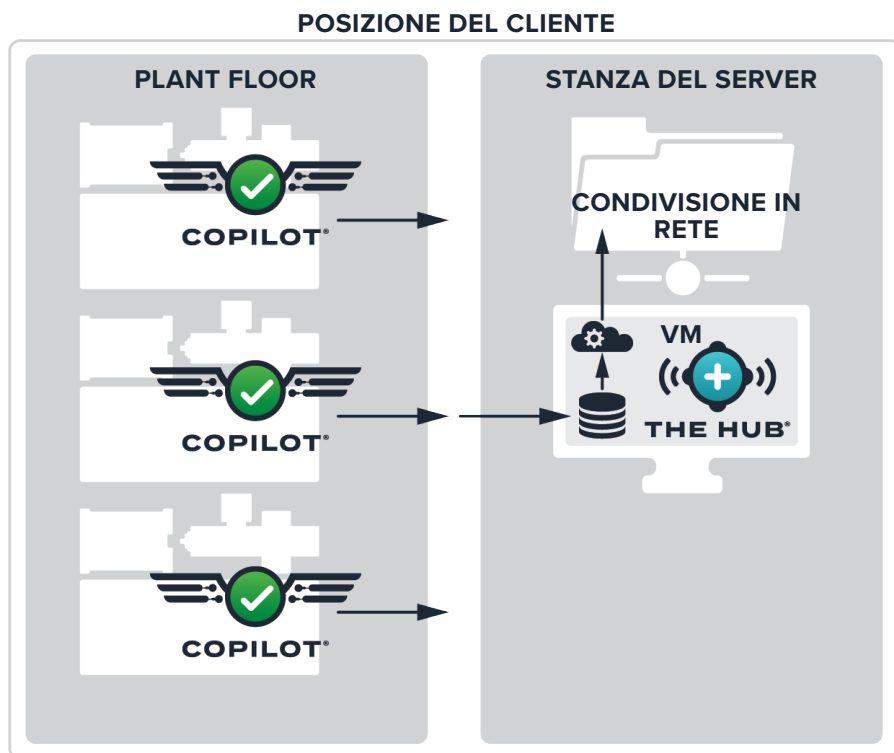 POSIZIONE DEL CLIENTE
PLANT FLOOR
COPILOT®
COPILOT®
COPILOT®
STANZA DEL SERVER
CONDIVISIONE IN
RETE
VM
THE HUB®